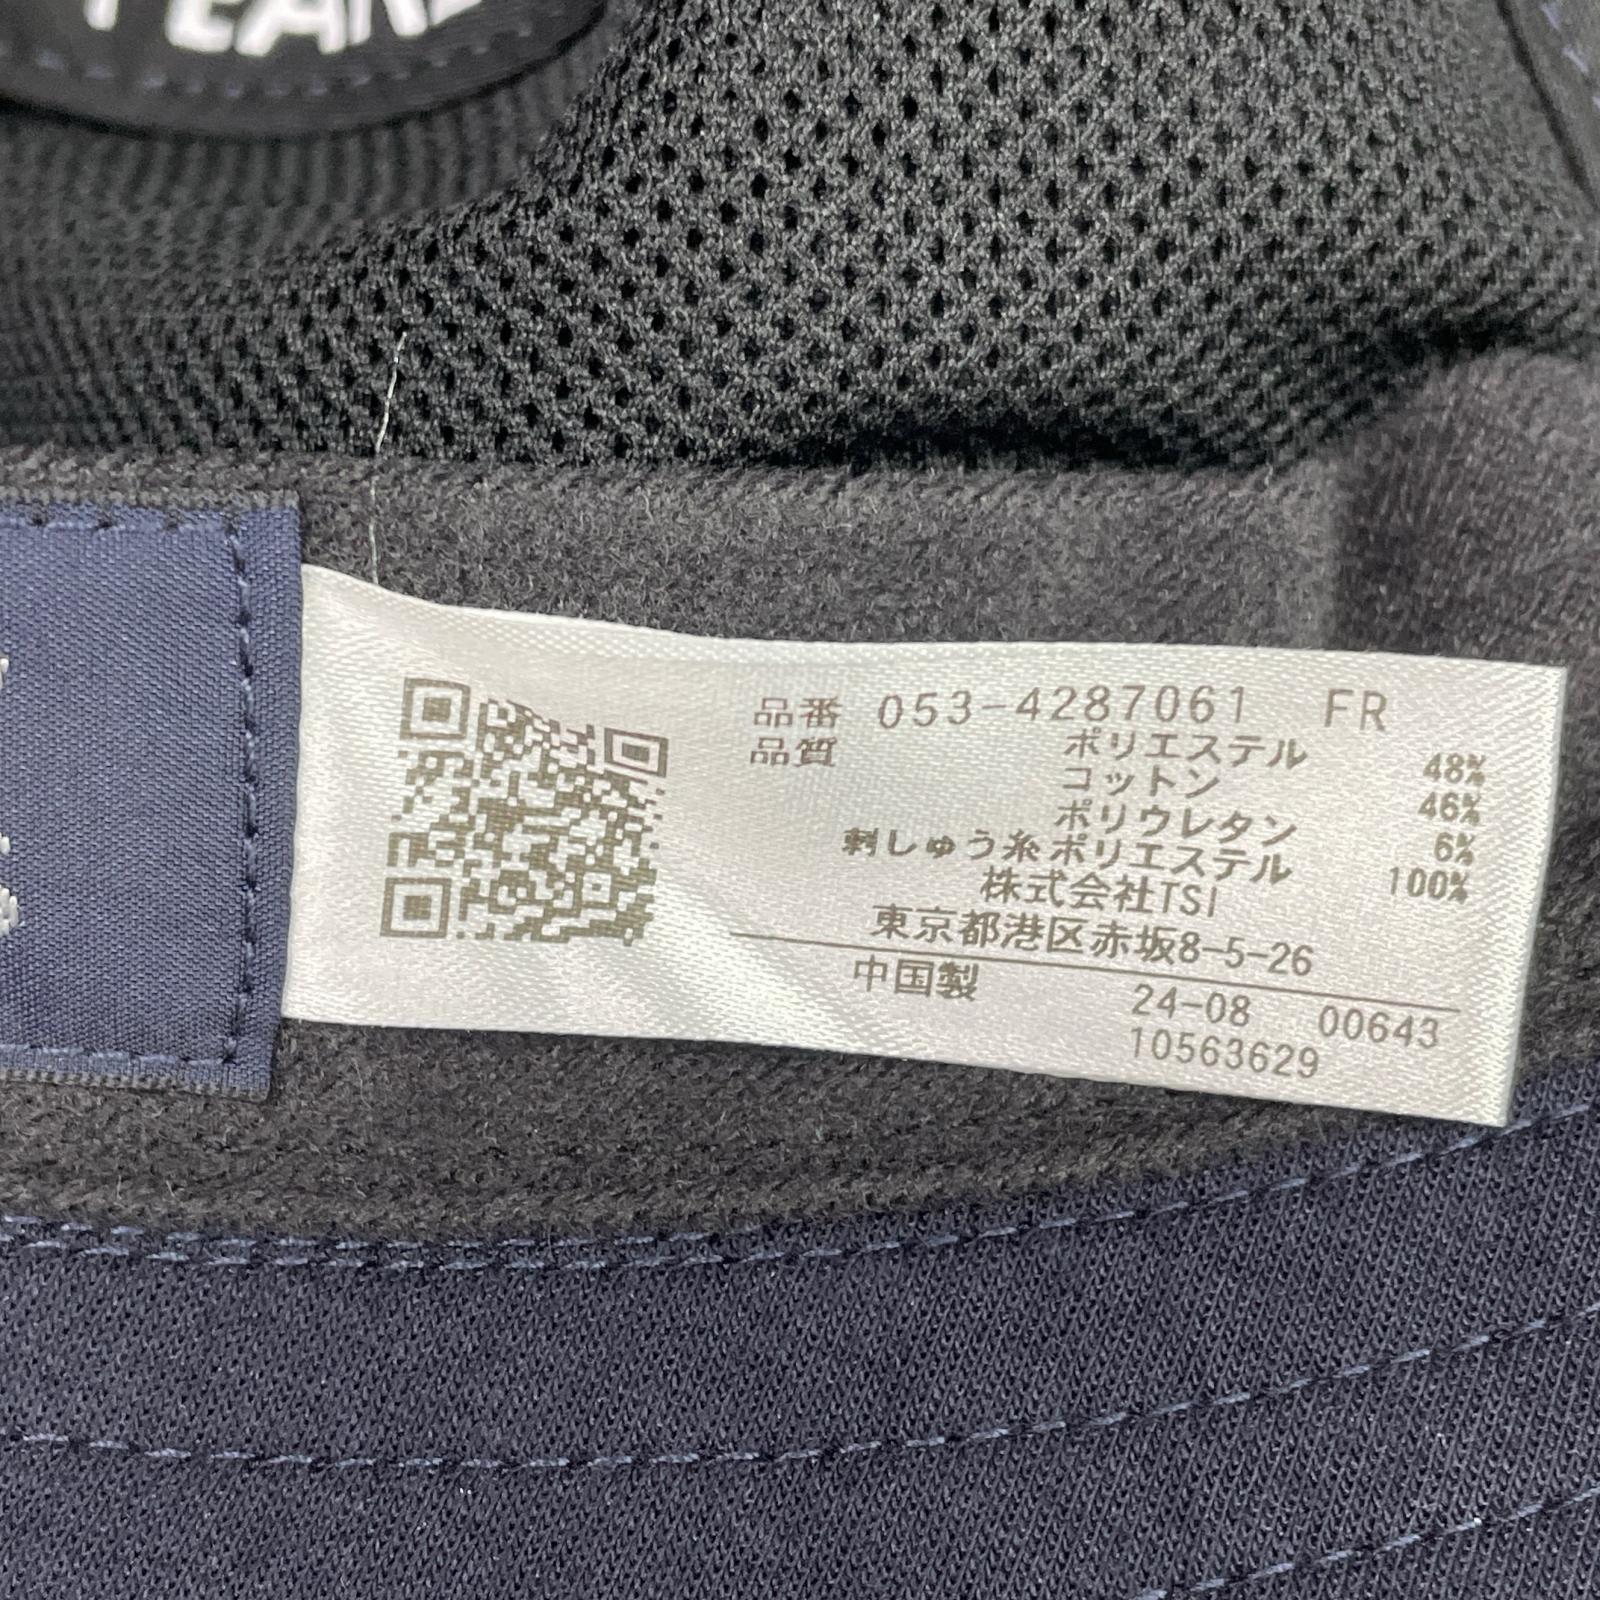 品番 053-4287061 FR
品質 ポリエステル 48%
コットン 46%
ポリウレタン 6%
刺しゅう糸 ポリエステル 100%
株式会社TSI
東京都港区赤坂8-5-26
中国製 24-08 00643
10563629